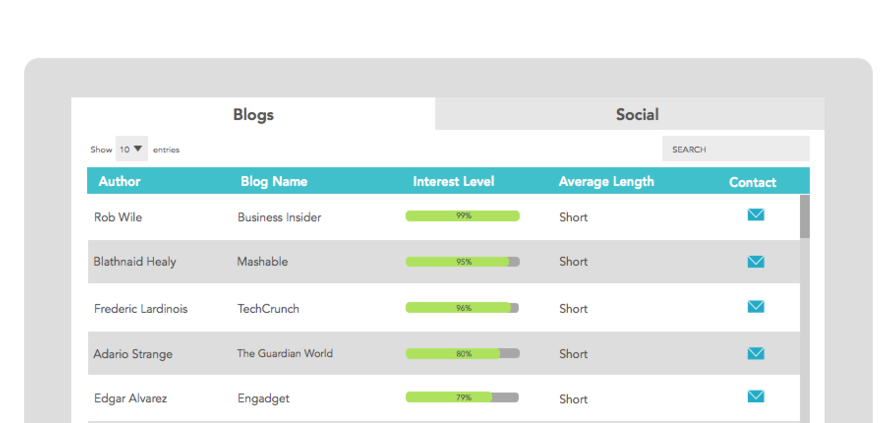 Blogs Social
Show 10 entries SEARCH
Author Blog Name Interest Level Average Length Contact
Rob Wile Business Insider 99% Short
Blathnaid Healy Mashable 95% Short
Frederic Lardinois TechCrunch 96% Short
Adario Strange The Guardian World 80% Short
Edgar Alvarez Engadget 79% Short